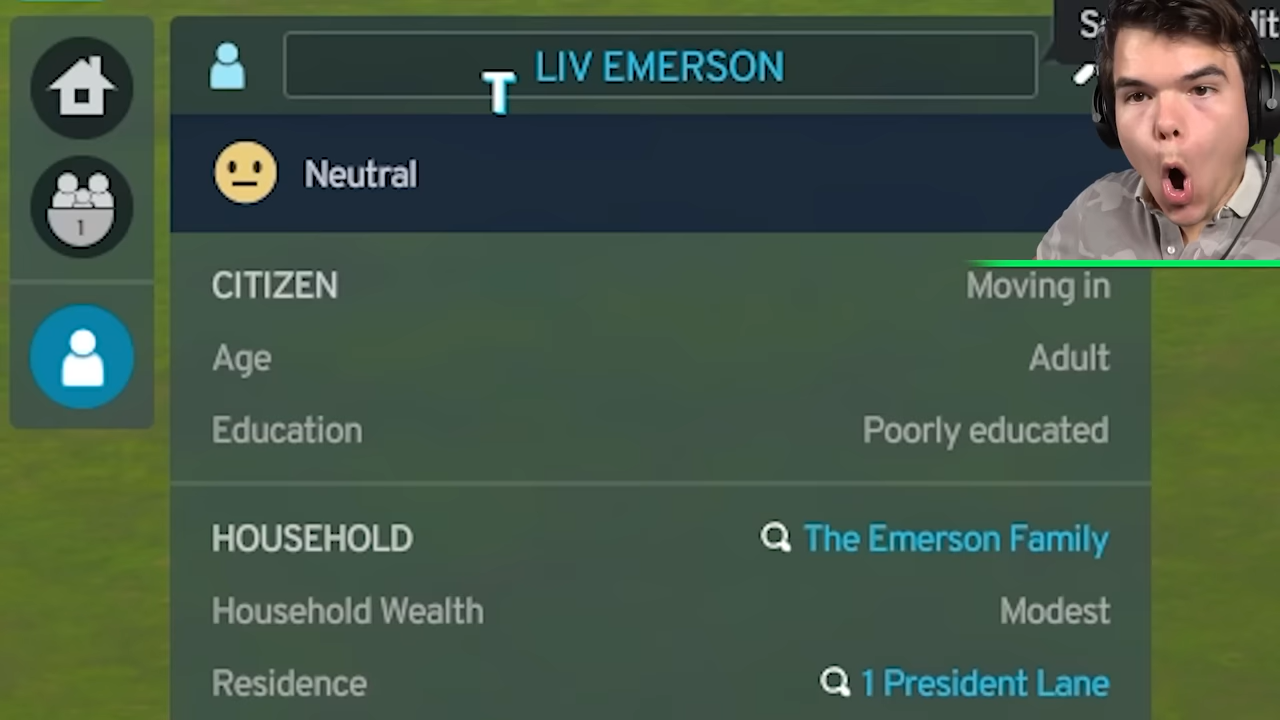 LIV EMERSON
Neutral
CITIZEN Moving in
Age Adult
Education Poorly educated
HOUSEHOLD The Emerson Family
Household Wealth Modest
Residence 1 President Lane
1